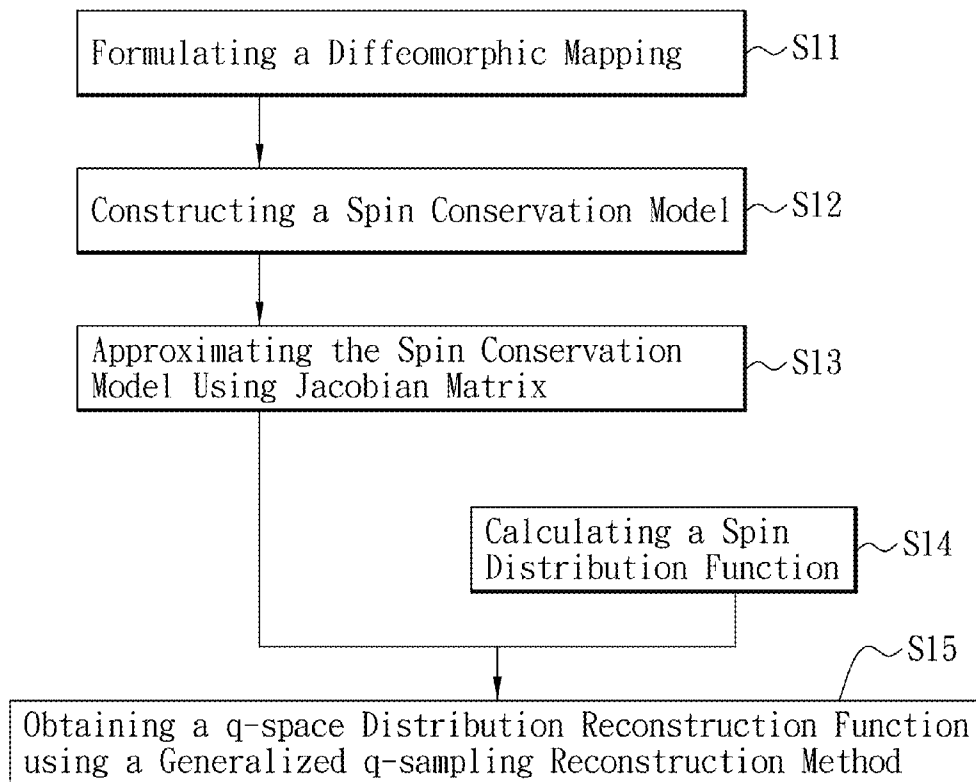 Formulating a Diffeomorphic Mapping
S11
Constructing a Spin Conservation Model
S12
Approximating the Spin Conservation
Model Using Jacobian Matrix
S13
Calculating a Spin
Distribution Function
S14
S15
Obtaining a q-space Distribution Reconstruction Function
using a Generalized q-sampling Reconstruction Method